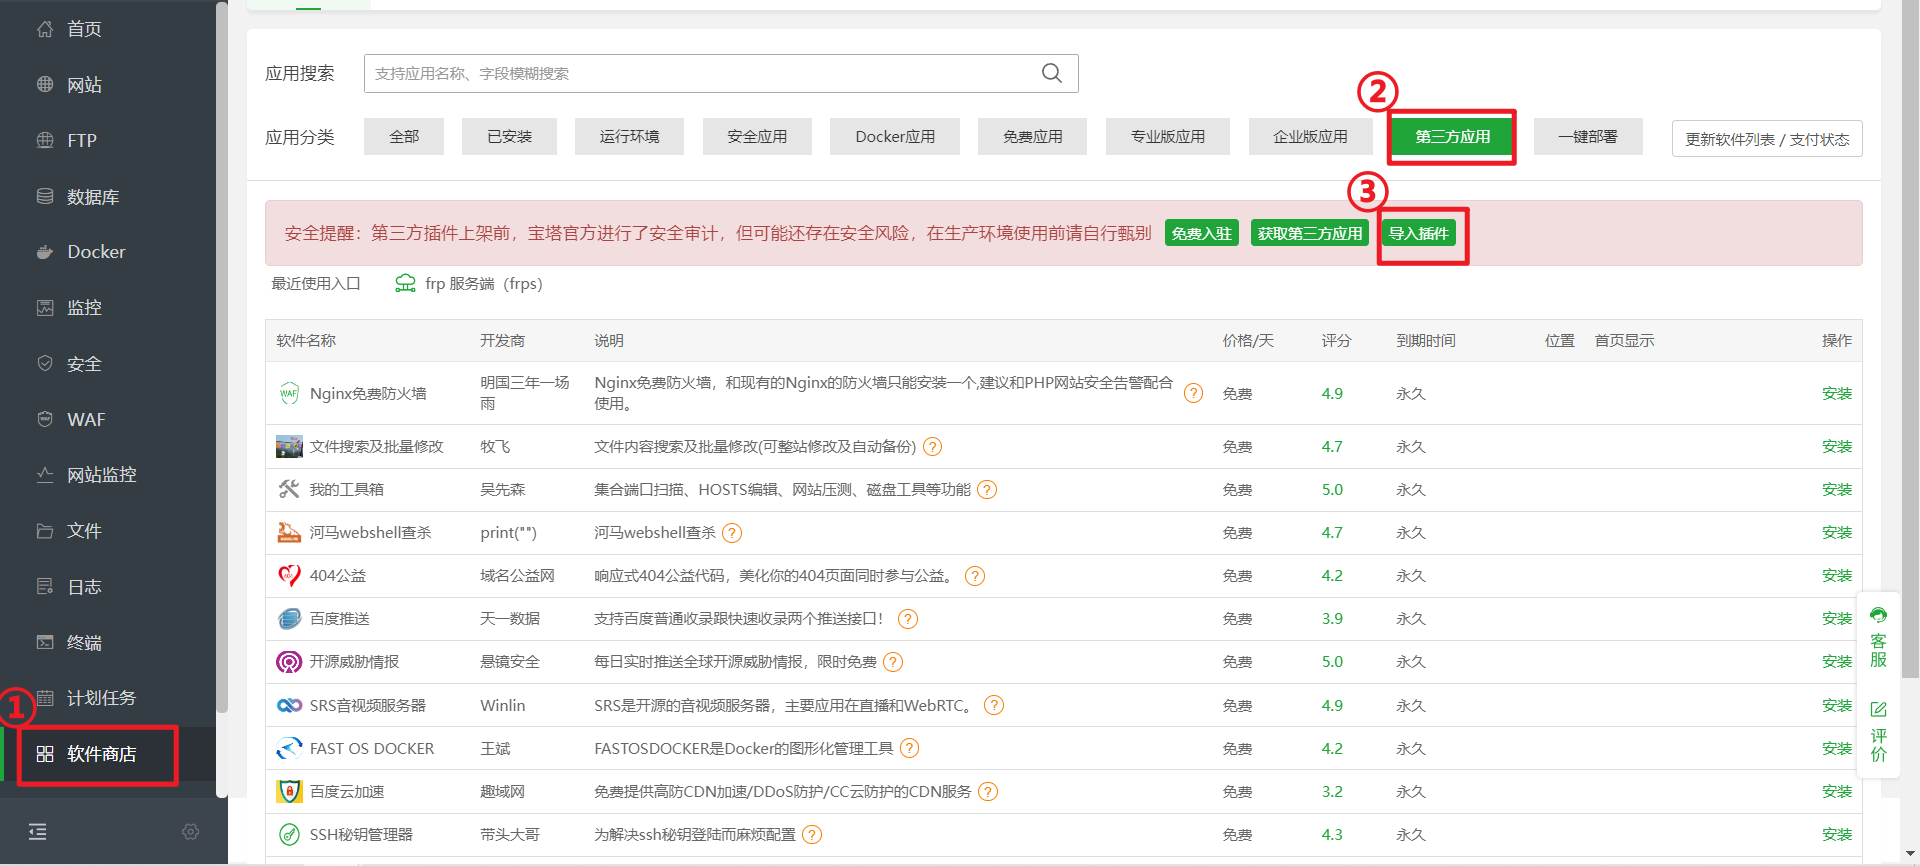 首页
网站
FTP
数据库
Docker
监控
安全
WAF
网站监控
文件
日志
终端
计划任务
①
软件商店
应用搜索 支持应用名称、字段模糊搜索
②
应用分类 全部 已安装 运行环境 安全应用 Docker应用 免费应用 专业版应用 企业版应用 第三方应用 一键部署 更新软件列表 / 支付状态
③
安全提醒：第三方插件上架前，宝塔官方进行了安全审计，但可能还存在安全风险，在生产环境使用前请自行甄别 免费入驻 获取第三方应用 导入插件
最近使用入口 frp 服务端（frps）
软件名称 开发商 说明 价格/天 评分 到期时间 位置 首页显示 操作
WAF Nginx免费防火墙 明国三年一场雨 Nginx免费防火墙，和现有的Nginx的防火墙只能安装一个,建议和PHP网站安全告警配合使用。 ? 免费 4.9 永久 安装
文件搜索及批量修改 牧飞 文件内容搜索及批量修改(可整站修改及自动备份) ? 免费 4.7 永久 安装
我的工具箱 吴先森 集合端口扫描、HOSTS编辑、网站压测、磁盘工具等功能 ? 免费 5.0 永久 安装
河马webshell查杀 print("") 河马webshell查杀 ? 免费 4.7 永久 安装
404公益 域名公益网 响应式404公益代码，美化你的404页面同时参与公益。 ? 免费 4.2 永久 安装
百度推送 天一数据 支持百度普通收录跟快速收录两个推送接口！ ? 免费 3.9 永久 安装
开源威胁情报 悬镜安全 每日实时推送全球开源威胁情报，限时免费 ? 免费 5.0 永久 安装
SRS音视频服务器 Winlin SRS是开源的音视频服务器，主要应用在直播和WebRTC。 ? 免费 4.9 永久 安装
FAST OS DOCKER 王斌 FASTOSDOCKER是Docker的图形化管理工具 ? 免费 4.2 永久 安装
百度云加速 趣域网 免费提供高防CDN加速/DDoS防护/CC云防护的CDN服务 ? 免费 3.2 永久 安装
SSH秘钥管理器 带头大哥 为解决ssh秘钥登陆而麻烦配置 ? 免费 4.3 永久 安装
客服
评价